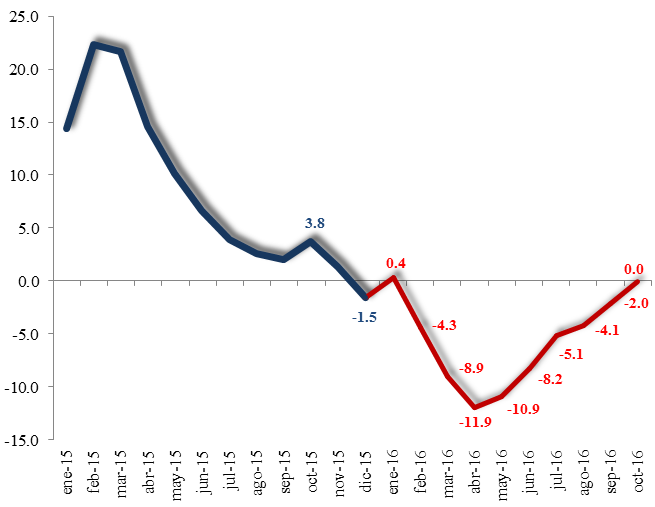 25.0
20.0
15.0
10.0
5.0
0.0
-5.0
-10.0
-15.0
3.8
-1.5
0.4
-4.3
-8.9
-11.9
-10.9
-8.2
-5.1
-4.1
-2.0
0.0
ene-15
feb-15
mar-15
abr-15
may-15
jun-15
jul-15
ago-15
sep-15
oct-15
nov-15
dic-15
ene-16
feb-16
mar-16
abr-16
may-16
jun-16
jul-16
ago-16
sep-16
oct-16